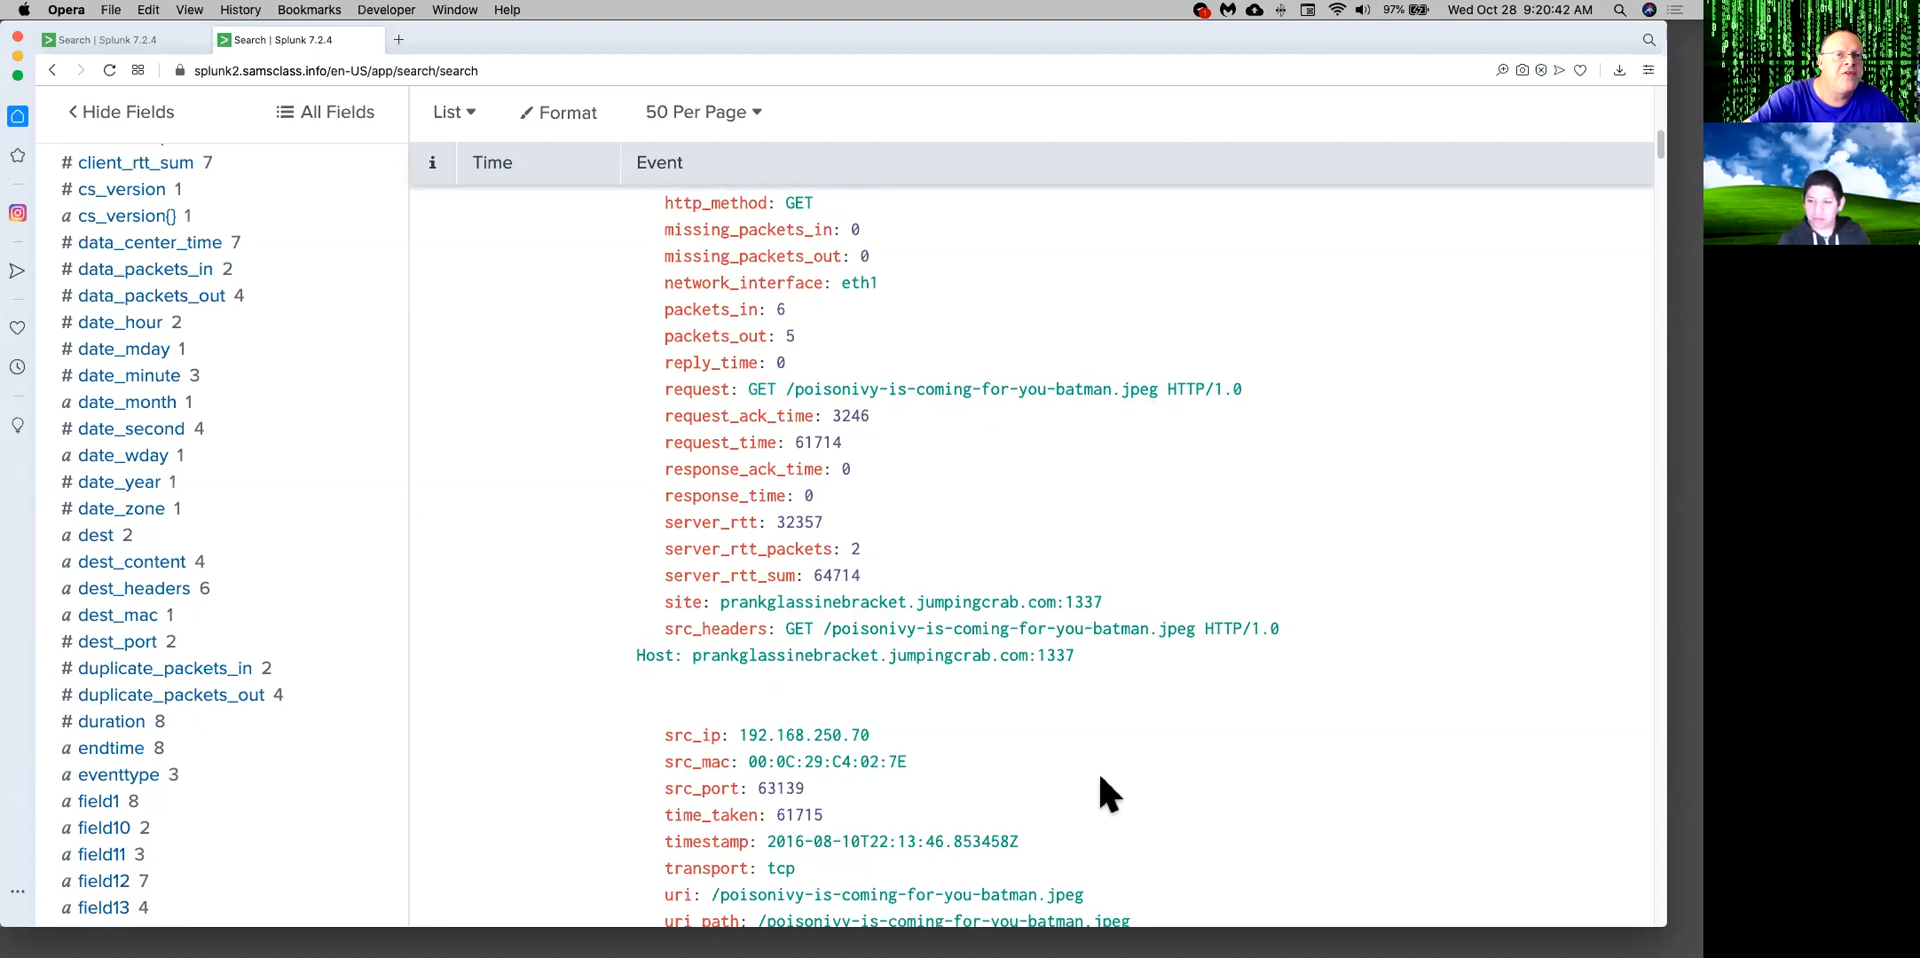 Opera File Edit View History Bookmarks Developer Window Help 97% Wed Oct 28 9:20:42 AM
Search | Splunk 7.2.4 Search | Splunk 7.2.4 +
splunk2.samsclass.info/en-US/app/search/search
Hide Fields All Fields List Format 50 Per Page
i Time Event
# client_rtt_sum 7
# cs_version 1
a cs_version{} 1
# data_center_time 7
# data_packets_in 2
# data_packets_out 4
# date_hour 2
# date_mday 1
# date_minute 3
a date_month 1
# date_second 4
a date_wday 1
# date_year 1
# date_zone 1
a dest 2
a dest_content 4
a dest_headers 6
a dest_mac 1
# dest_port 2
# duplicate_packets_in 2
# duplicate_packets_out 4
# duration 8
a endtime 8
a eventtype 3
a field1 8
a field10 2
a field11 3
a field12 7
a field13 4
http_method: GET
missing_packets_in: 0
missing_packets_out: 0
network_interface: eth1
packets_in: 6
packets_out: 5
reply_time: 0
request: GET /poisonivy-is-coming-for-you-batman.jpeg HTTP/1.0
request_ack_time: 3246
request_time: 61714
response_ack_time: 0
response_time: 0
server_rtt: 32357
server_rtt_packets: 2
server_rtt_sum: 64714
site: prankglassinebracket.jumpingcrab.com:1337
src_headers: GET /poisonivy-is-coming-for-you-batman.jpeg HTTP/1.0
Host: prankglassinebracket.jumpingcrab.com:1337
src_ip: 192.168.250.70
src_mac: 00:0C:29:C4:02:7E
src_port: 63139
time_taken: 61715
timestamp: 2016-08-10T22:13:46.853458Z
transport: tcp
uri: /poisonivy-is-coming-for-you-batman.jpeg
uri_path: /poisonivy-is-coming-for-you-batman.jpeg